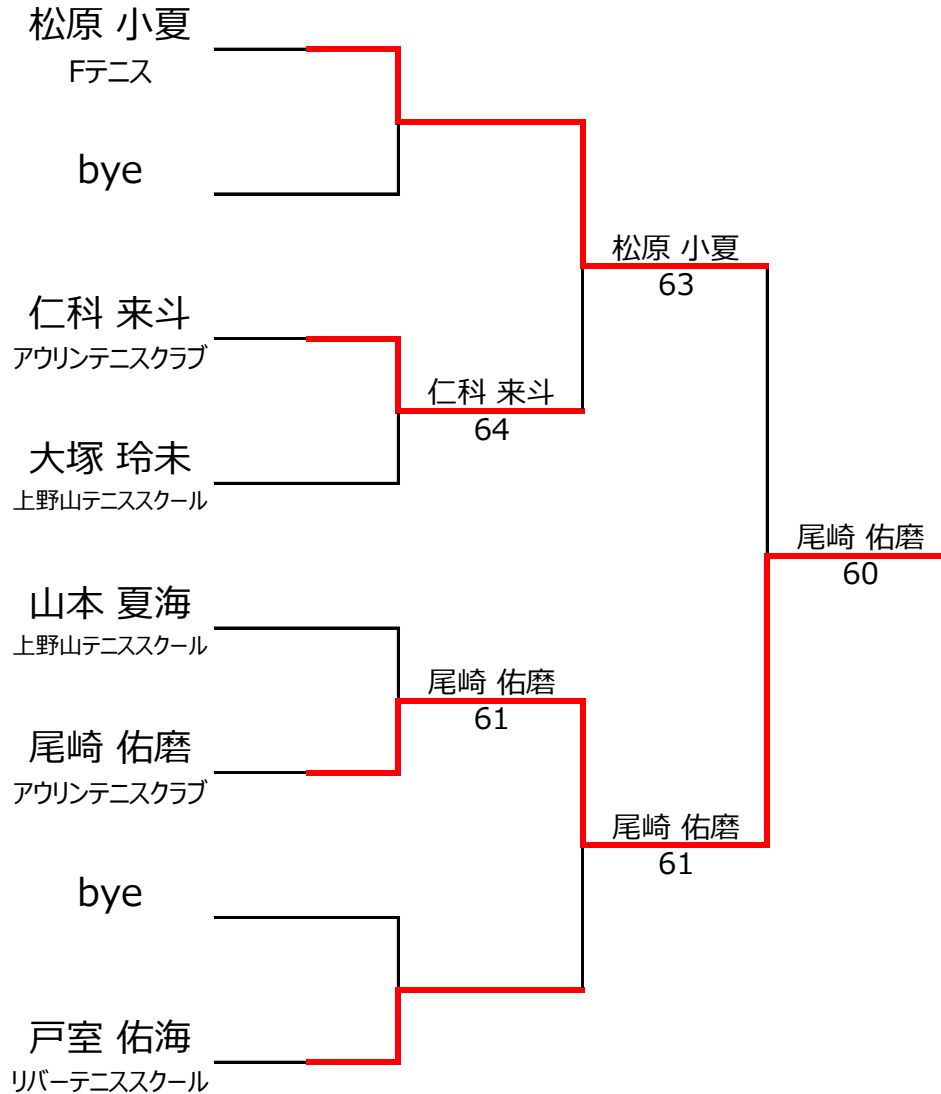 松原 小夏
Fテニス
bye
仁科 来斗
アウリンテニスクラブ
大塚 玲未
上野山テニススクール
山本 夏海
上野山テニススクール
尾崎 佑磨
アウリンテニスクラブ
bye
戸室 佑海
リバーテニススクール
仁科 来斗
64
尾崎 佑磨
61
松原 小夏
63
尾崎 佑磨
61
尾崎 佑磨
60